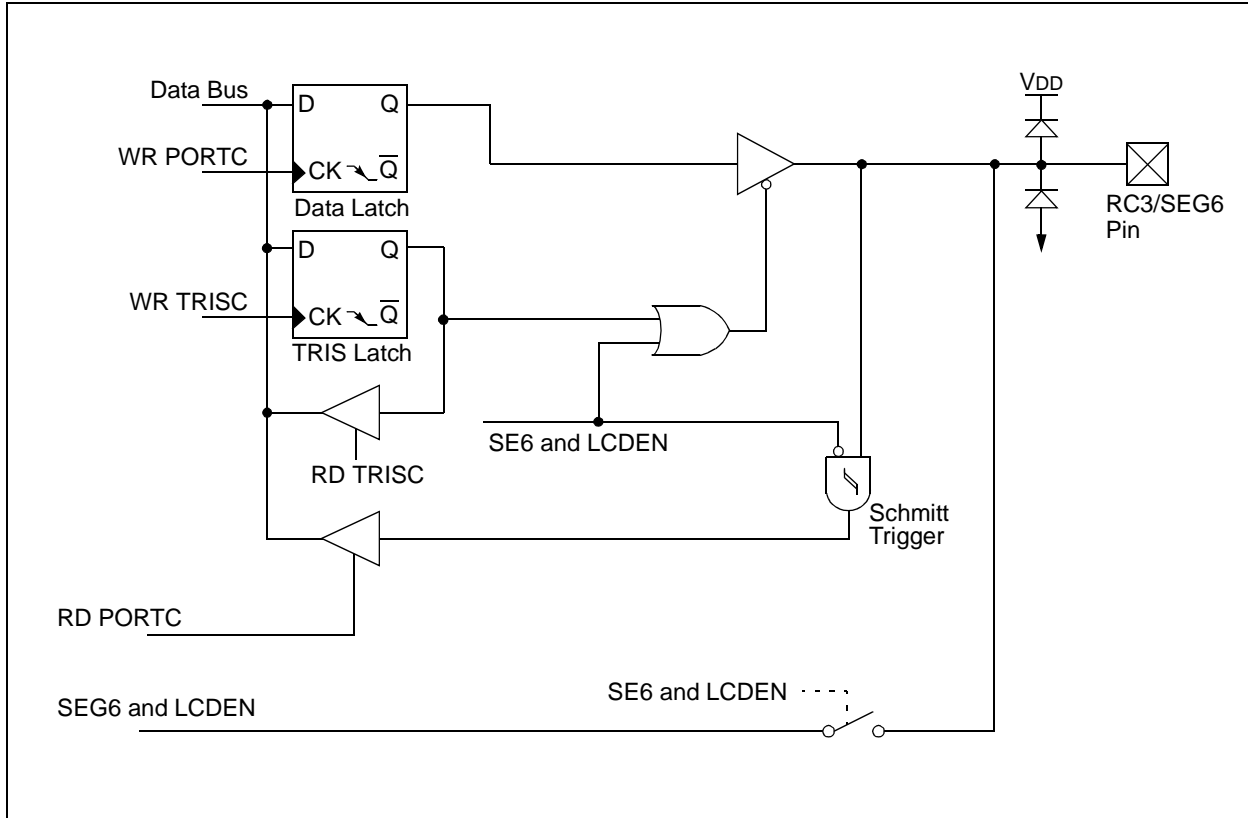 Data Bus
D Q
VDD
WR PORTC
CK Q̅
Data Latch
RC3/SEG6
Pin
D Q
WR TRISC
CK Q̅
TRIS Latch
SE6 and LCDEN
RD TRISC
Schmitt
Trigger
RD PORTC
SE6 and LCDEN
SEG6 and LCDEN